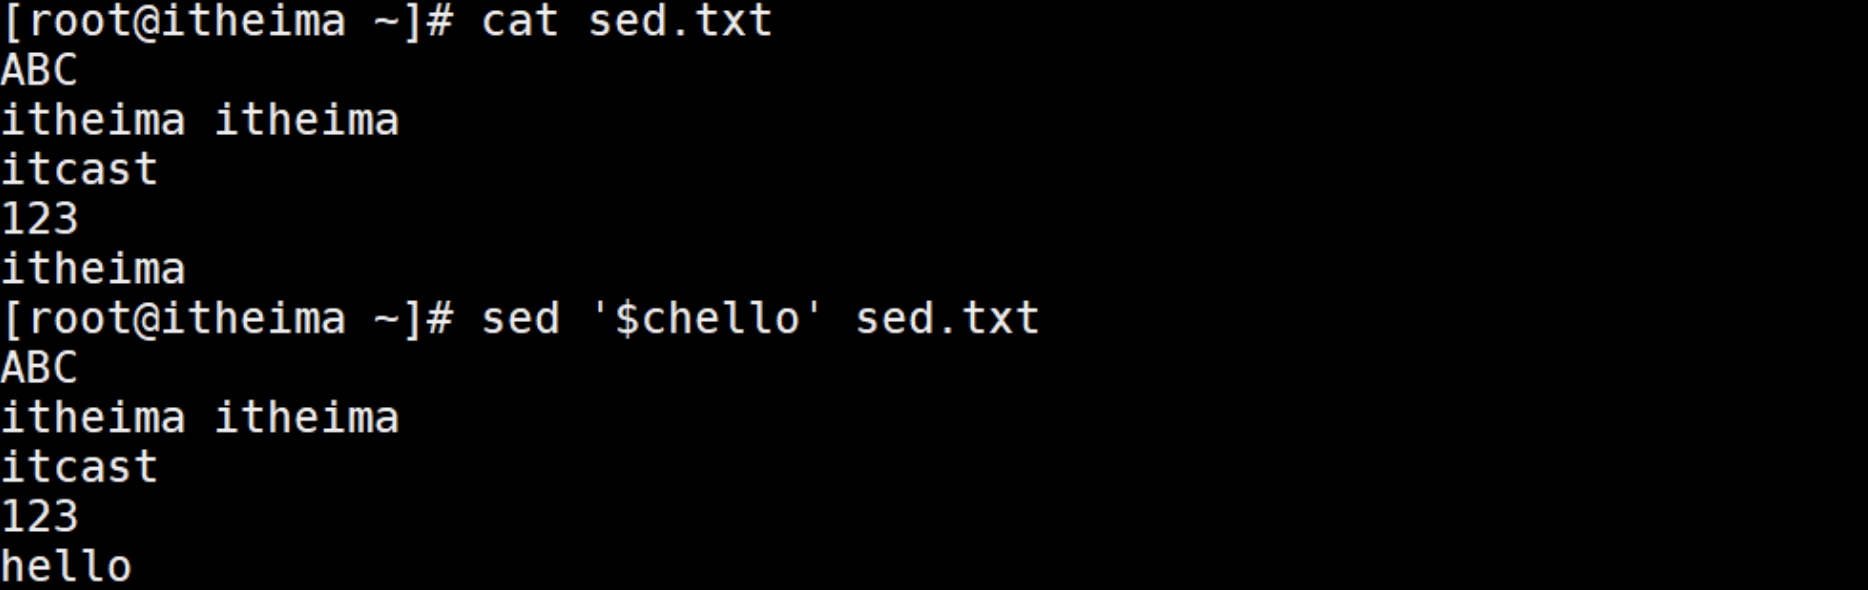 [root@itheima ~]# cat sed.txt
ABC
itheima itheima
itcast
123
itheima
[root@itheima ~]# sed '$chello' sed.txt
ABC
itheima itheima
itcast
123
hello